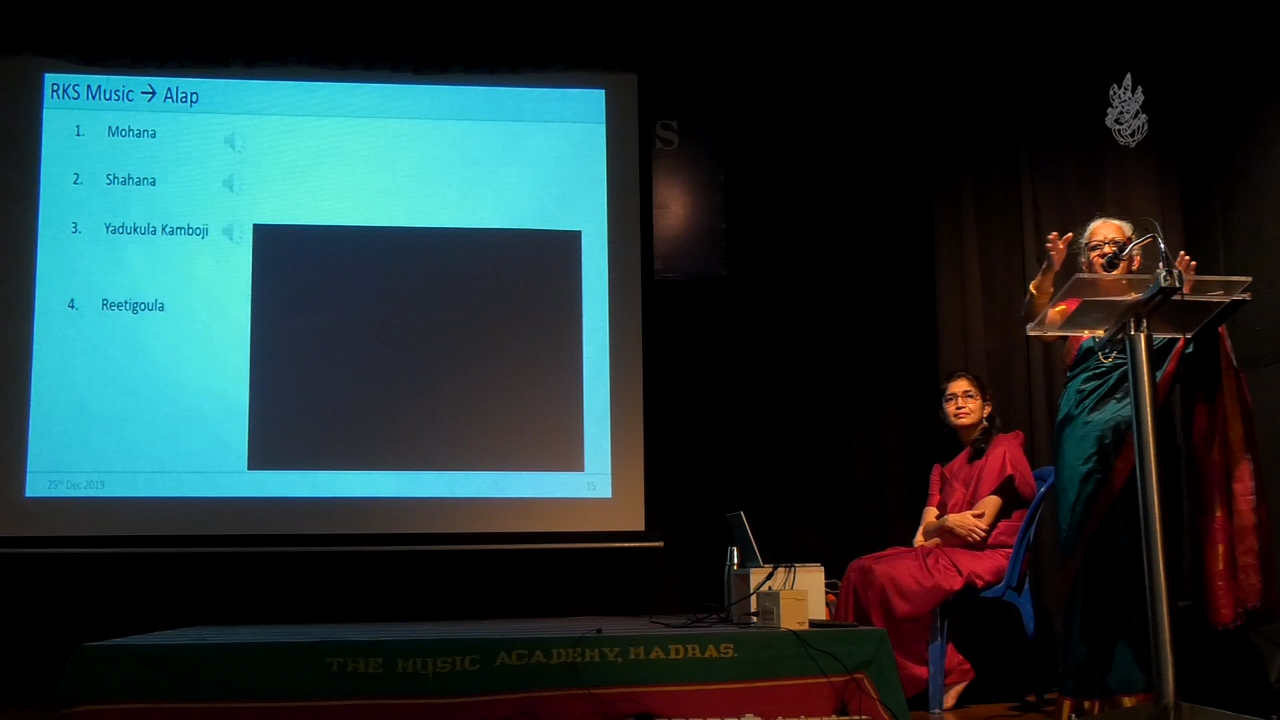 RKS Music → Alap
1. Mohana
2. Shahana
3. Yadukula Kamboji
4. Reetigoula
25th Dec 2019
15
S
THE MUSIC ACADEMY, MADRAS.